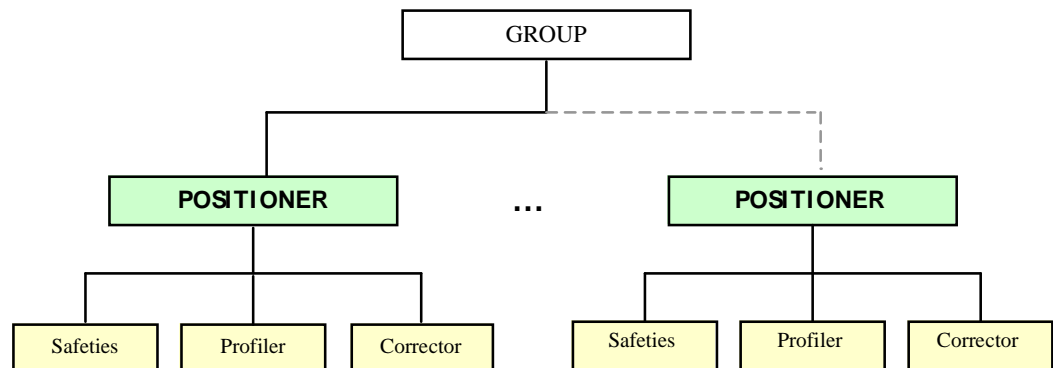 GROUP
POSITIONER
...
POSITIONER
Safeties
Profiler
Corrector
Safeties
Profiler
Corrector